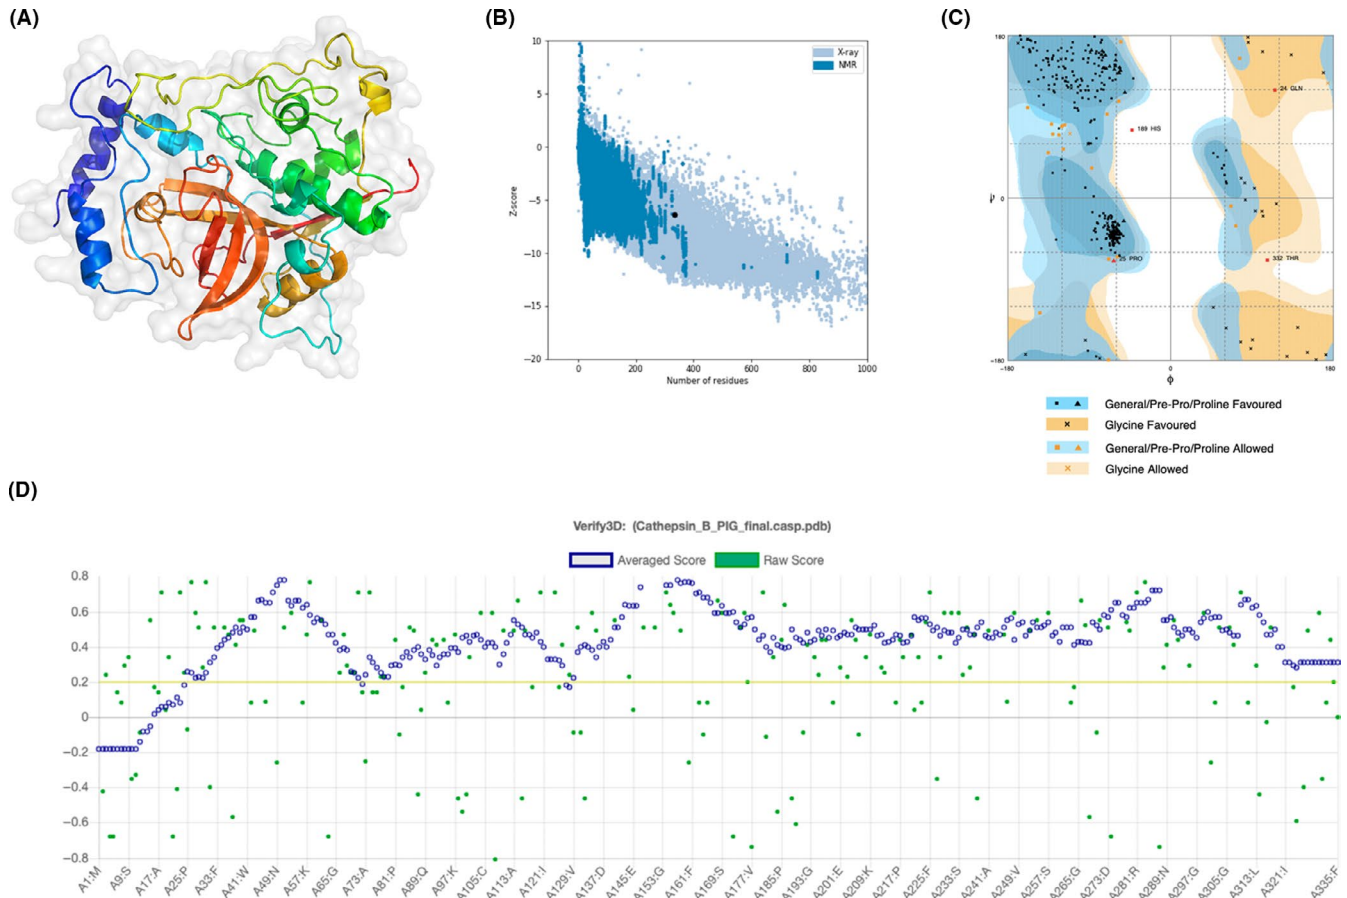 (A)
(B)
(C)
10
5
0
−5
−10
−15
−20
Z-score
X-ray
NMR
0
200
400
600
800
1000
Number of residues
180
0
-180
-180
0
180
ϕ
24 GLN
189 HIS
25 PRO
332 THR
General/Pre-Pro/Proline Favoured
Glycine Favoured
General/Pre-Pro/Proline Allowed
Glycine Allowed
(D)
Verify3D: (Cathepsin_B_PIG_final.casp.pdb)
Averaged Score
Raw Score
0.8
0.6
0.4
0.2
0
−0.2
−0.4
−0.6
−0.8
A1:M
A9:S
A17:A
A25:P
A33:F
A41:W
A49:N
A57:K
A65:G
A73:A
A81:P
A89:Q
A97:K
A105:C
A113:A
A121:I
A129:V
A137:D
A145:E
A153:G
A161:F
A169:S
A177:V
A185:P
A193:G
A201:E
A209:K
A217:P
A225:F
A233:S
A241:A
A249:V
A257:S
A265:G
A273:D
A281:R
A289:N
A297:G
A305:G
A313:L
A321:I
A335:F